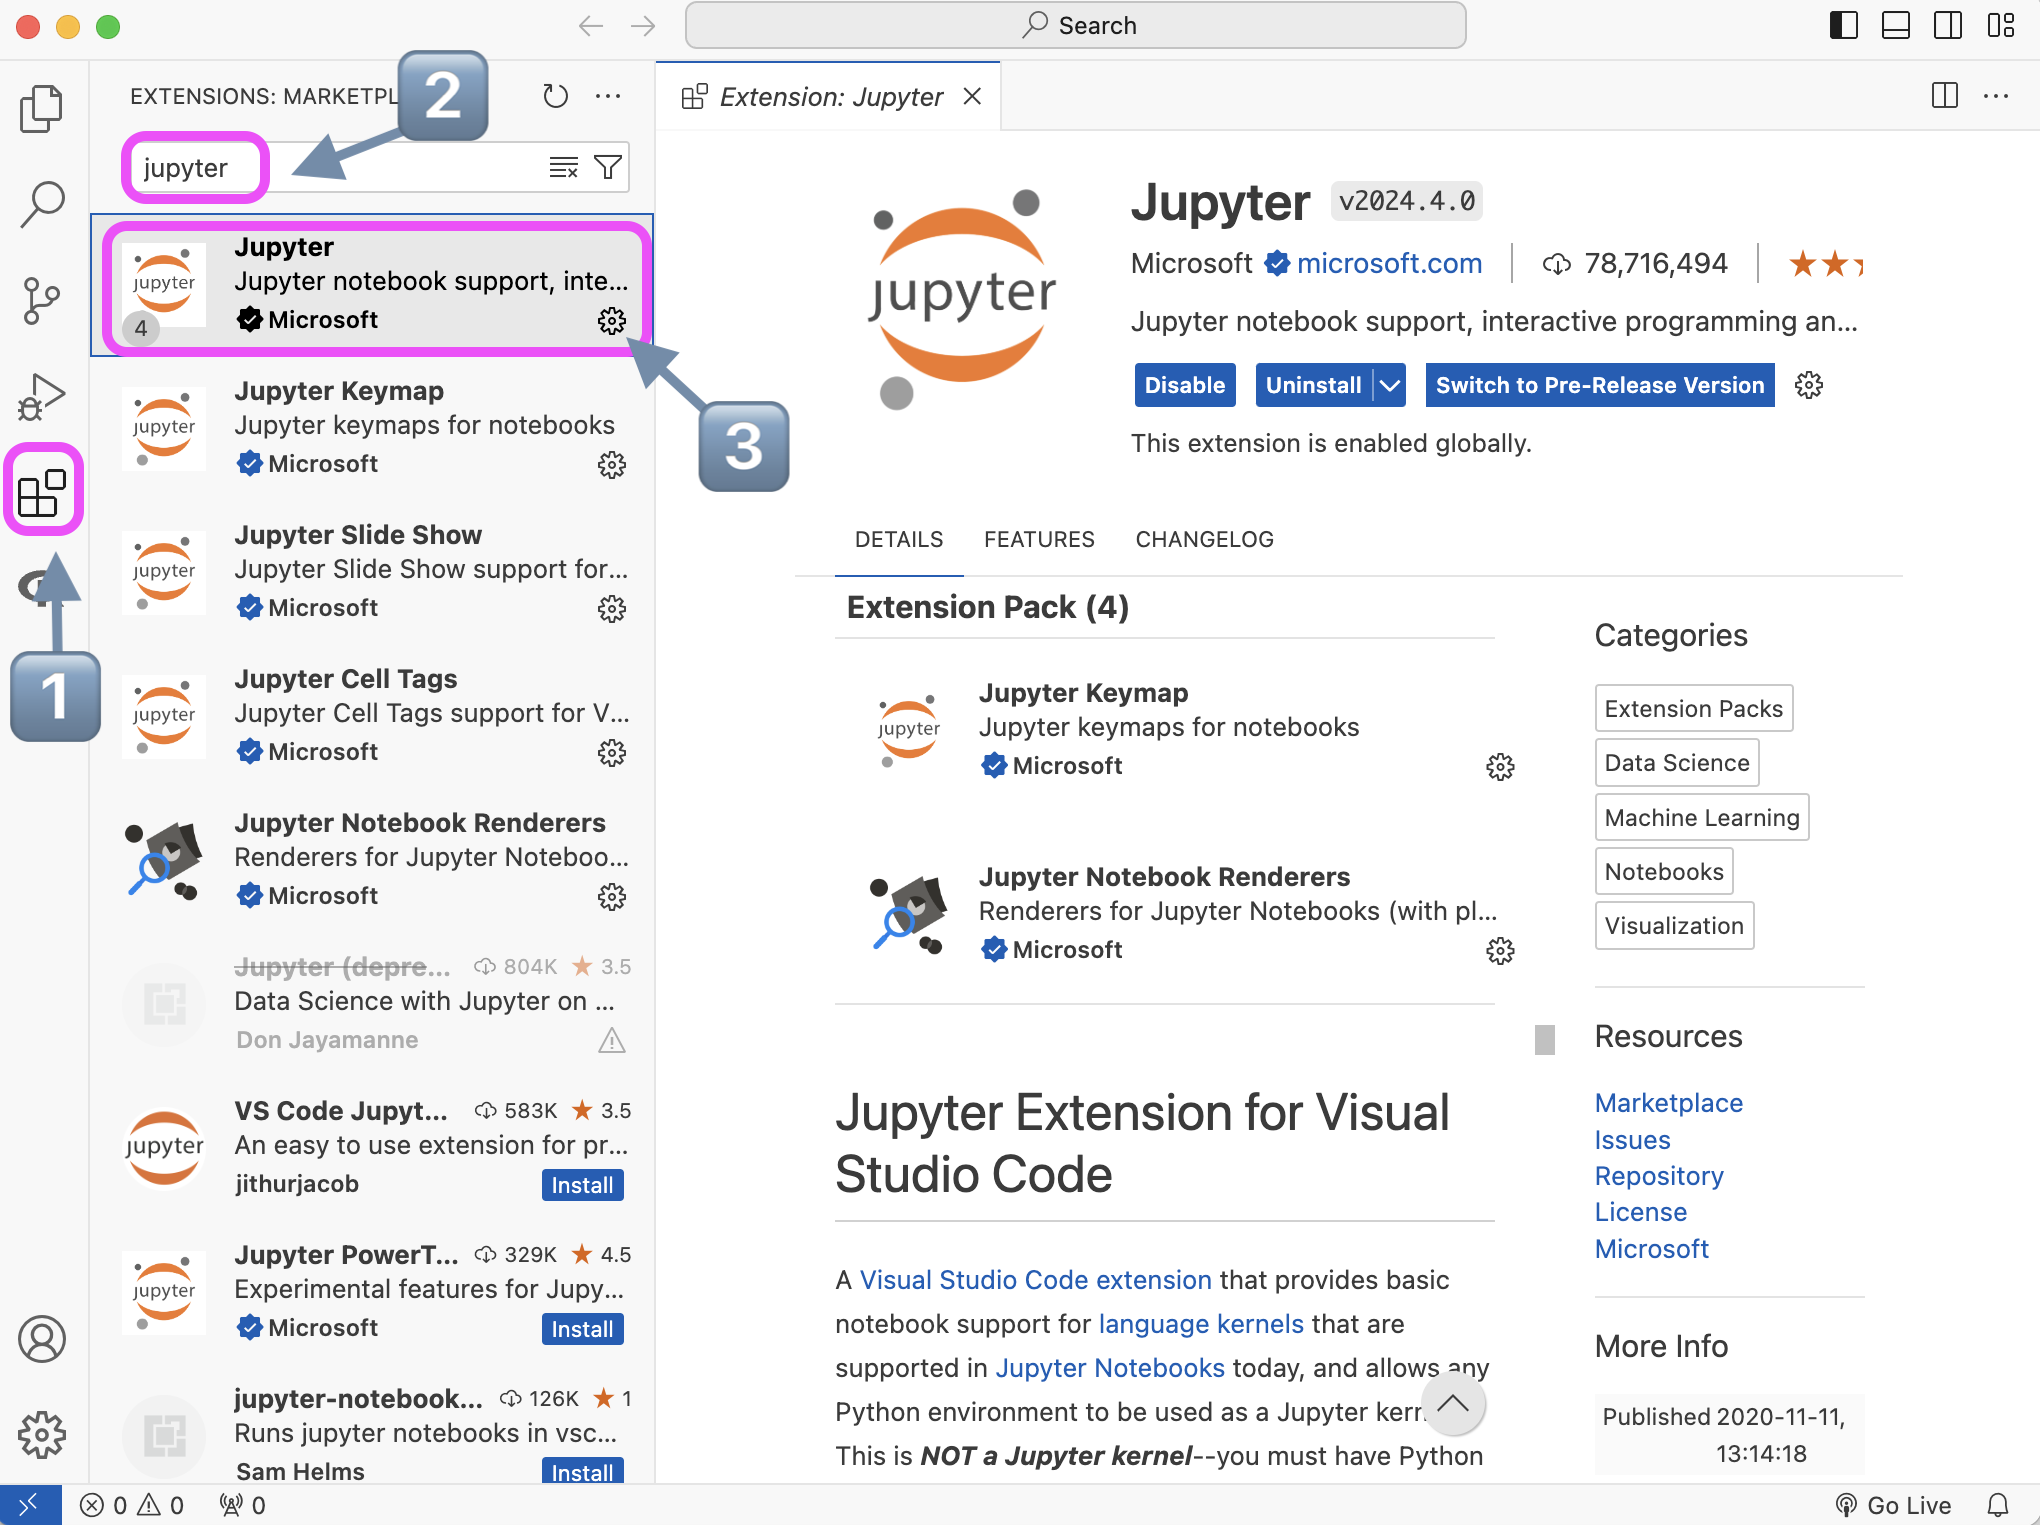 Search
EXTENSIONS: MARKETPL
2
jupyter
Jupyter
Jupyter notebook support, inte...
Microsoft
4
jupyter
Jupyter Keymap
Jupyter keymaps for notebooks
Microsoft
jupyter
Jupyter Slide Show
Jupyter Slide Show support for...
Microsoft
jupyter
1
Jupyter Cell Tags
Jupyter Cell Tags support for V...
Microsoft
jupyter
Jupyter Notebook Renderers
Renderers for Jupyter Noteboo...
Microsoft
Jupyter (depre... 804K 3.5
Data Science with Jupyter on ...
Don Jayamanne
VS Code Jupyt... 583K ★ 3.5
An easy to use extension for pr...
jithurjacob
Install
jupyter
Jupyter PowerT... 329K ★ 4.5
Experimental features for Jupy...
Microsoft
Install
jupyter
jupyter-notebook... 126K ★ 1
Runs jupyter notebooks in vsc...
Sam Helms
Install
3
Extension: Jupyter
jupyter
Jupyter v2024.4.0
Microsoft microsoft.com 78,716,494
Jupyter notebook support, interactive programming an...
Disable Uninstall Switch to Pre-Release Version
This extension is enabled globally.
DETAILS FEATURES CHANGELOG
Extension Pack (4)
jupyter
Jupyter Keymap
Jupyter keymaps for notebooks
Microsoft
Jupyter Notebook Renderers
Renderers for Jupyter Notebooks (with pl...
Microsoft
Jupyter Extension for Visual
Studio Code
A Visual Studio Code extension that provides basic
notebook support for language kernels that are
supported in Jupyter Notebooks today, and allows any
Python environment to be used as a Jupyter kern
This is NOT a Jupyter kernel--you must have Python
Categories
Extension Packs
Data Science
Machine Learning
Notebooks
Visualization
Resources
Marketplace
Issues
Repository
License
Microsoft
More Info
Published 2020-11-11,
13:14:18
0 0 0
Go Live